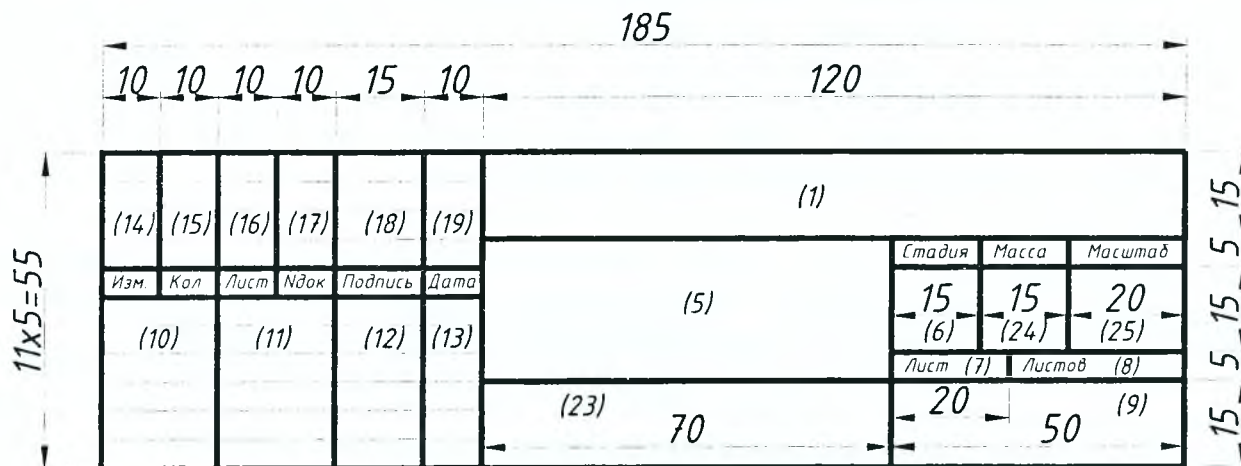 185
10 10 10 10 15 10 120
(1)
15
(14) (15) (16) (17) (18) (19)
Стадия Масса Масштаб
5
Изм. Кол Лист Nдок Подпись Дата
11x5=55
(5)
15 15 20
15
(6) (24) (25)
(10) (11) (12) (13)
Лист (7) Листов (8)
5
(23)
20
(9)
70
50
15